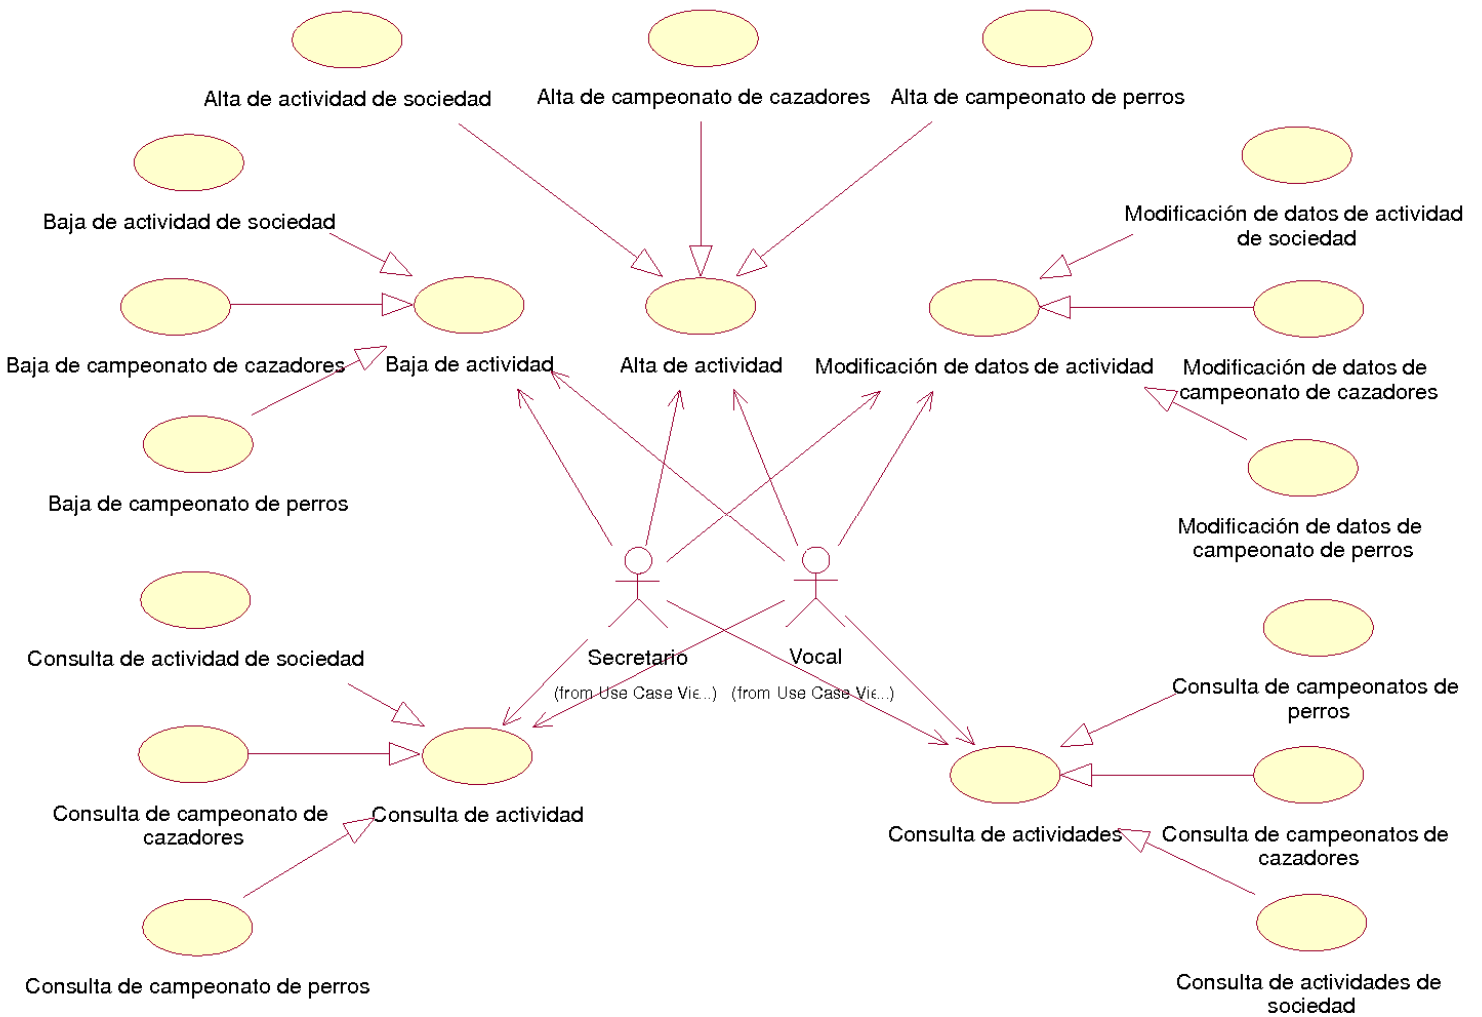 Alta de actividad de sociedad
Alta de campeonato de cazadores
Alta de campeonato de perros
Baja de actividad de sociedad
Modificación de datos de actividad
de sociedad
Baja de campeonato de cazadores
Baja de actividad
Alta de actividad
Modificación de datos de actividad
Modificación de datos de
campeonato de cazadores
Baja de campeonato de perros
Modificación de datos de
campeonato de perros
Consulta de actividad de sociedad
Secretario
(from Use Case Vie...)
Vocal
(from Use Case Vie...)
Consulta de campeonatos de
perros
Consulta de campeonato de
cazadores
Consulta de actividad
Consulta de actividades
Consulta de campeonatos de
cazadores
Consulta de campeonato de perros
Consulta de actividades de
sociedad